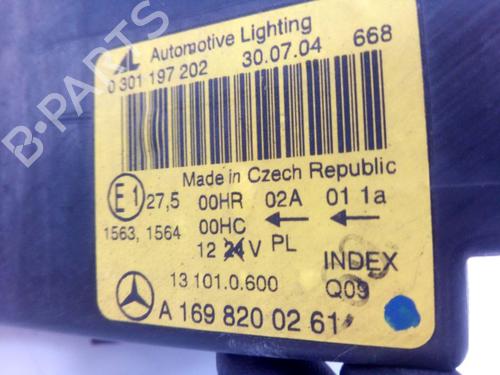 AL Automotive Lighting
0 301 197 202 30.07.04 668
Made in Czech Republic
E1 27,5 00HR 02A 01 1a
1563, 1564 00HC ← ←
12 24 V PL
13 101.0.600 INDEX
Q09
A 169 820 02 61
B-PARTS